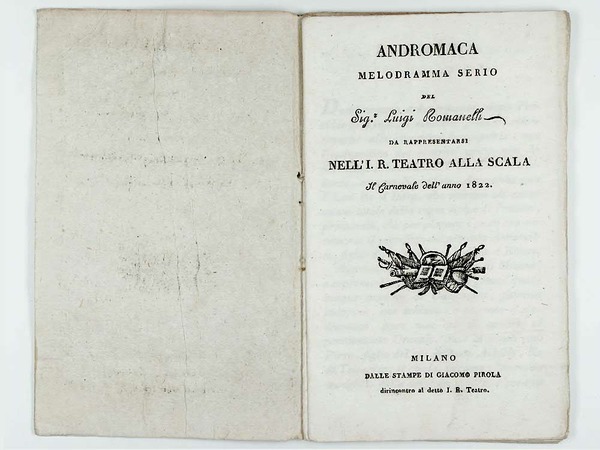 ANDROMACA
MELODRAMMA SERIO
DEL
Sig.r Luigi Romanelli
DA RAPPRESENTARSI
NELL' I. R. TEATRO ALLA SCALA
Il Carnevale dell' anno 1822.
MILANO
DALLE STAMPE DI GIACOMO PIROLA
dirincontro al detto I. R. Teatro.